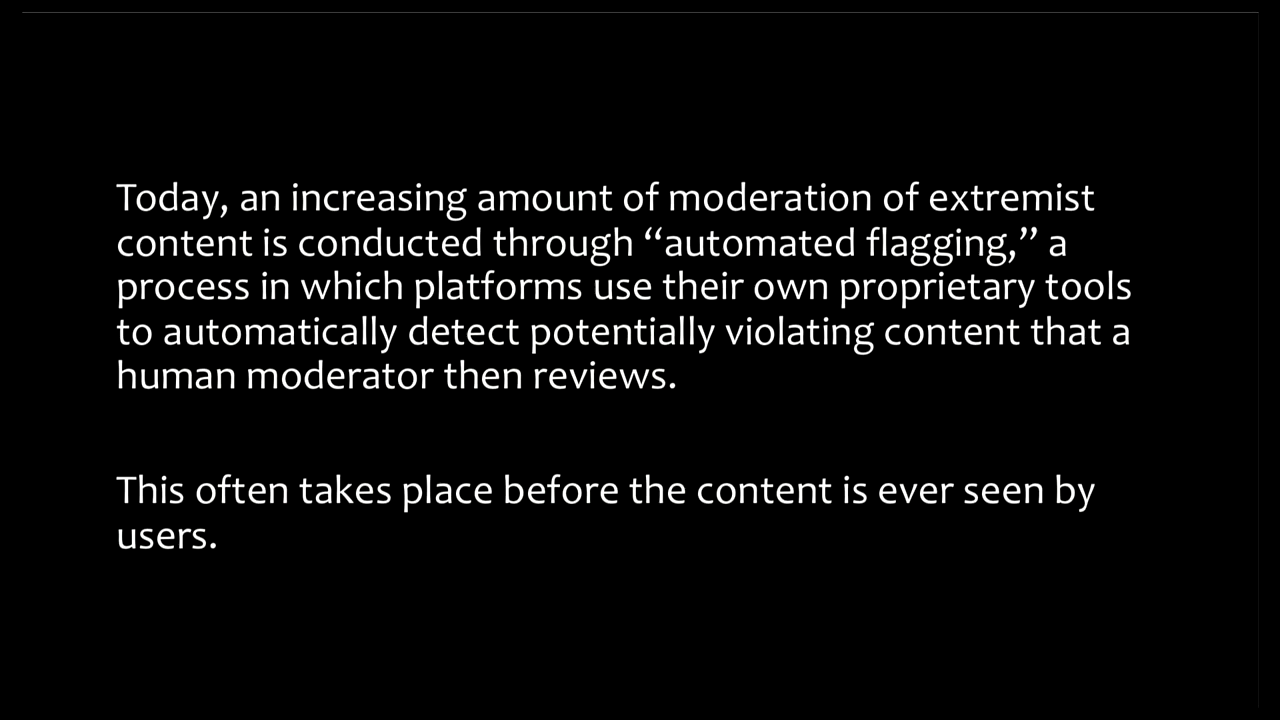 Today, an increasing amount of moderation of extremist
content is conducted through “automated flagging,” a
process in which platforms use their own proprietary tools
to automatically detect potentially violating content that a
human moderator then reviews.
This often takes place before the content is ever seen by
users.